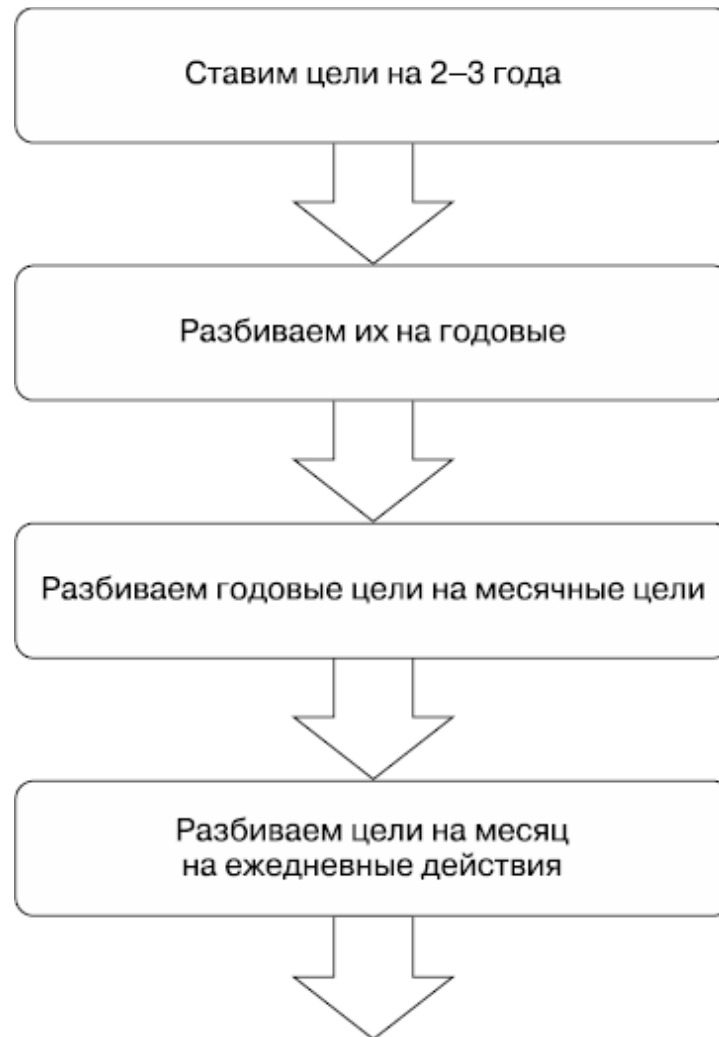 Ставим цели на 2–3 года
Разбиваем их на годовые
Разбиваем годовые цели на месячные цели
Разбиваем цели на месяц
на ежедневные действия